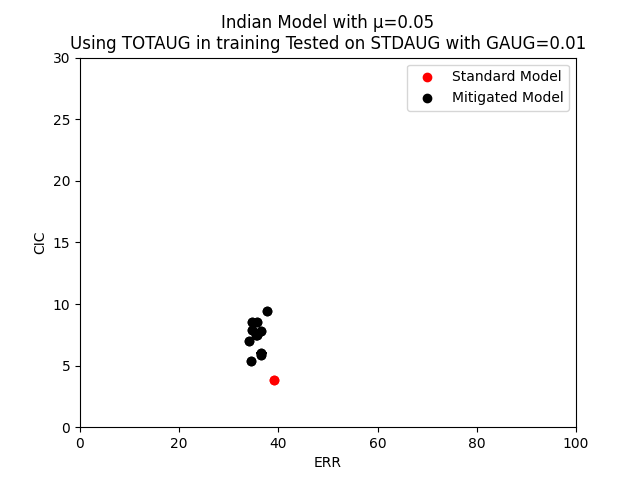 Indian Model with μ=0.05
Using TOTAUG in training Tested on STDAUG with GAUG=0.01
Standard Model
Mitigated Model
30
25
20
15
10
5
0
CIC
0 20 40 60 80 100
ERR